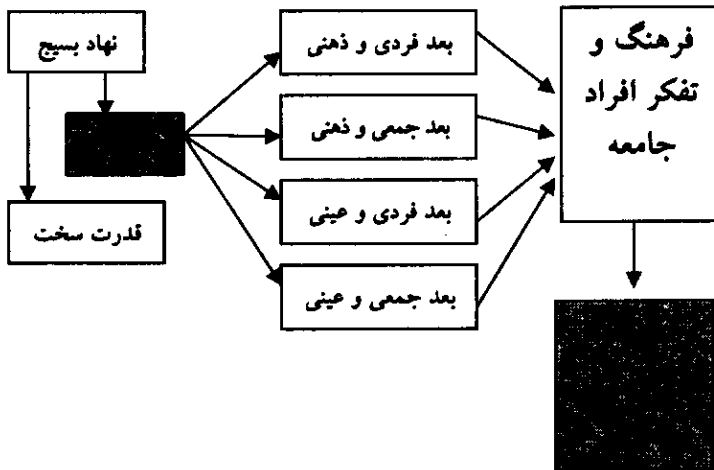 نهاد بسیج
قدرت سخت
بعد فردی و ذهنی
بعد جمعی و ذهنی
بعد فردی و عینی
بعد جمعی و عینی
فرهنگ و
تفکر افراد
جامعه